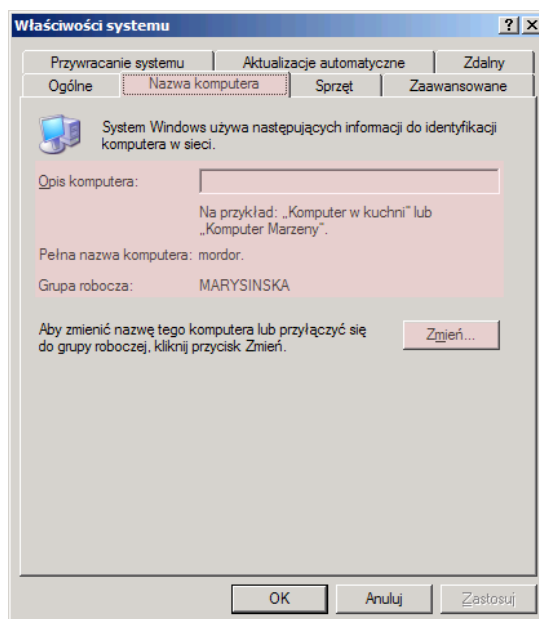 Właściwości systemu
Przywracanie systemu Aktualizacje automatyczne Zdalny
Ogólne Nazwa komputera Sprzęt Zaawansowane
System Windows używa następujących informacji do identyfikacji
komputera w sieci.
Opis komputera:
Na przykład: „Komputer w kuchni" lub
„Komputer Marzeny".
Pełna nazwa komputera: mordor.
Grupa robocza: MARYSINSKA
Aby zmienić nazwę tego komputera lub przyłączyć się
do grupy roboczej, kliknij przycisk Zmień.
Zmień...
OK Anuluj Zastosuj